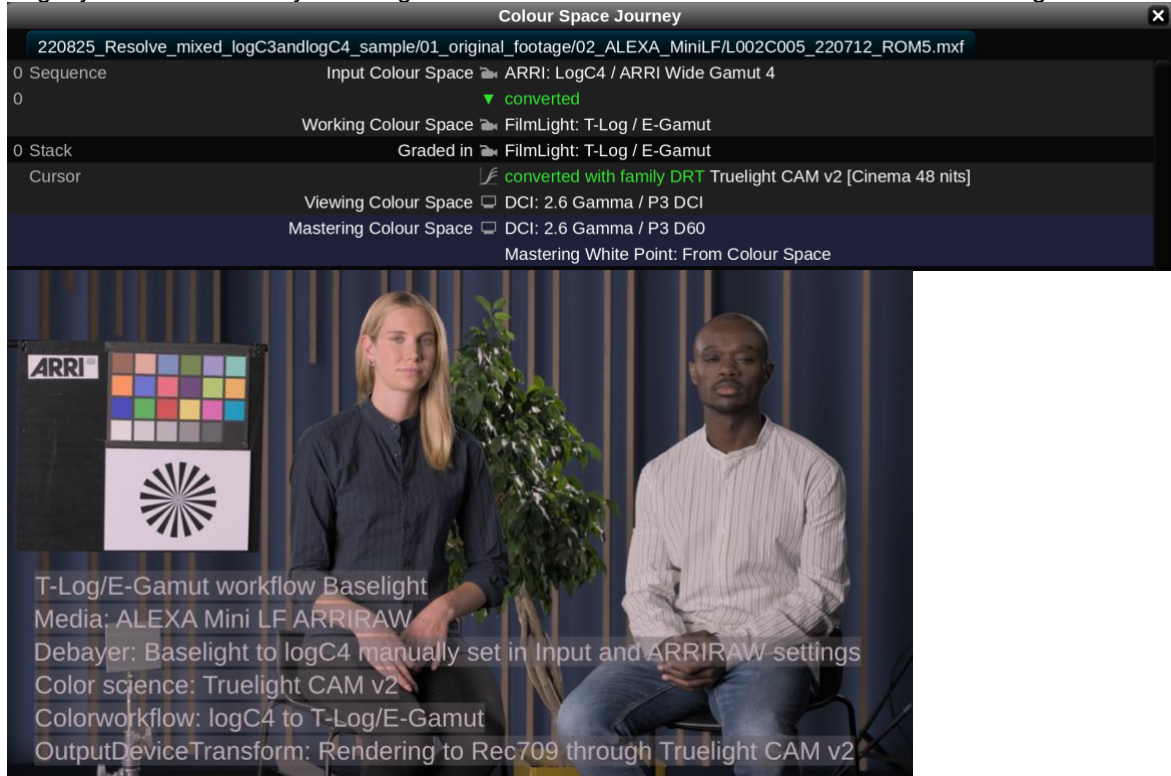 Colour Space Journey
220825_Resolve_mixed_logC3andlogC4_sample/01_original_footage/02_ALEXA_MiniLF/L002C005_220712_ROM5.mxf
0 Sequence Input Colour Space ARRI: LogC4 / ARRI Wide Gamut 4
0 converted
Working Colour Space FilmLight: T-Log / E-Gamut
0 Stack Graded in FilmLight: T-Log / E-Gamut
Cursor converted with family DRT Truelight CAM v2 [Cinema 48 nits]
Viewing Colour Space DCI: 2.6 Gamma / P3 DCI
Mastering Colour Space DCI: 2.6 Gamma / P3 D60
Mastering White Point: From Colour Space
ARRI
T-Log/E-Gamut workflow Baselight
Media: ALEXA Mini LF ARRIRAW
Debayer: Baselight to logC4 manually set in Input and ARRIRAW-settings
Color science: Truelight CAM v2
Colorworkflow: logC4 to T-Log/E-Gamut
OutputDeviceTransform: Rendering to Rec709 through Truelight CAM v2